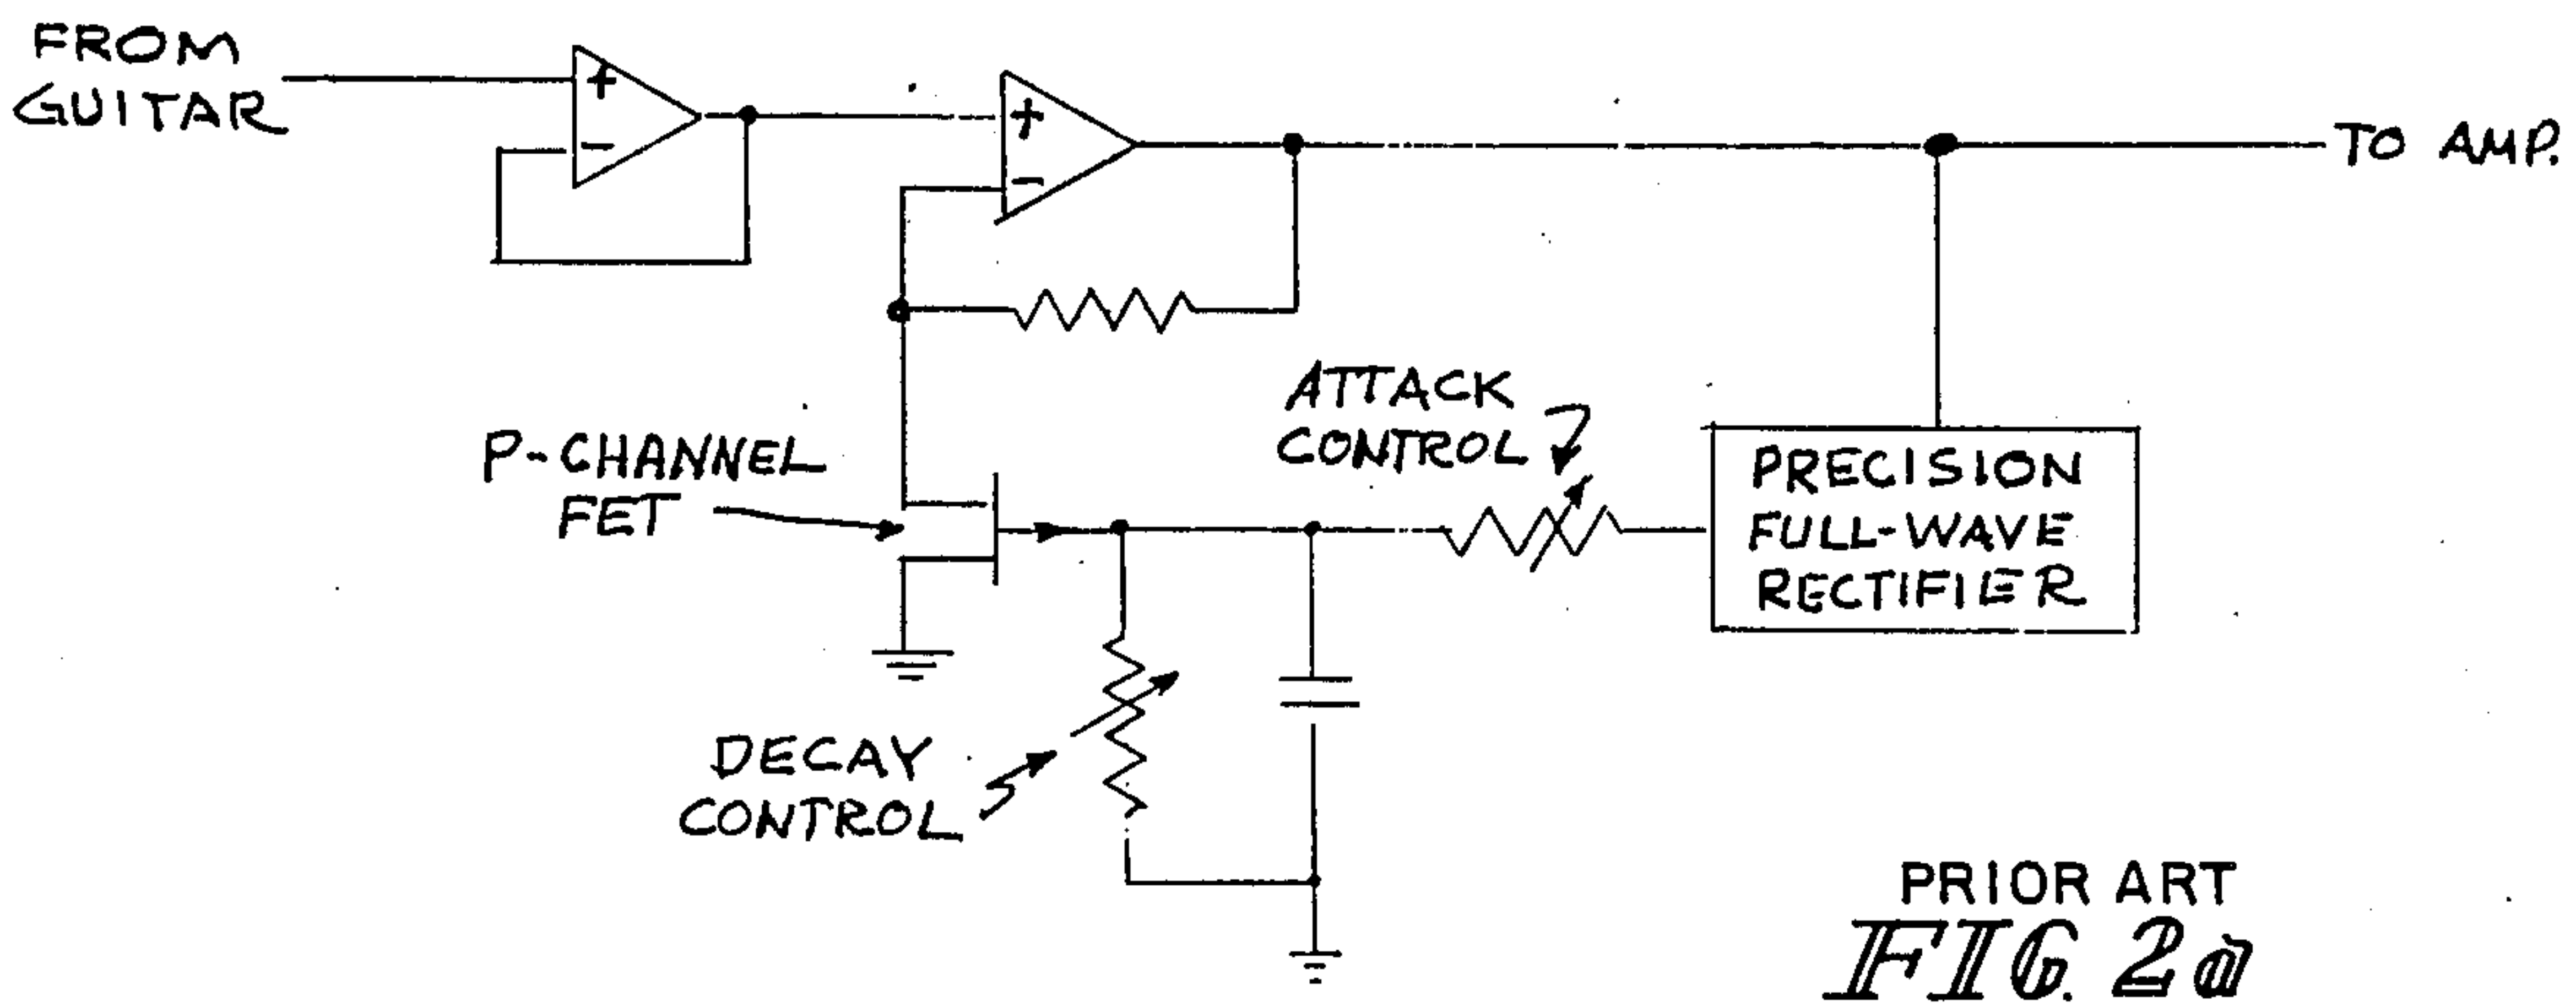 FROM
GUITAR
+
-
+
-
TO AMP.
P-CHANNEL
FET
ATTACK
CONTROL
PRECISION
FULL-WAVE
RECTIFIER
DECAY
CONTROL
PRIOR ART
FIG. 2a